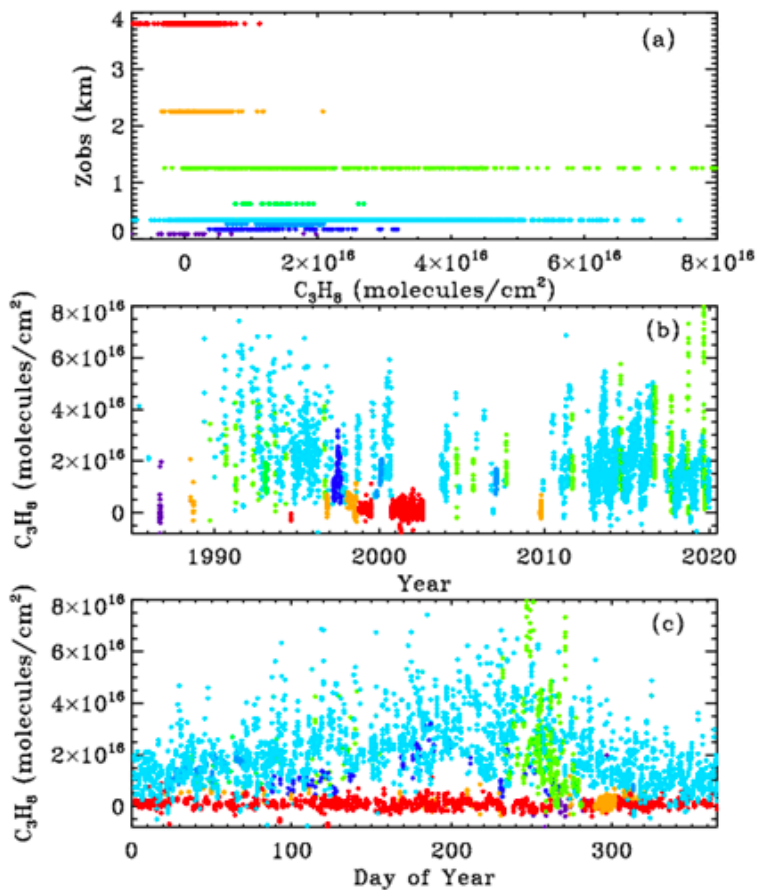 4
3
2
1
0
Zobs (km)
(a)
0 2×10¹⁶ 4×10¹⁶ 6×10¹⁶ 8×10¹⁶
C₃H₈ (molecules/cm²)
8×10¹⁶
6×10¹⁶
4×10¹⁶
2×10¹⁶
0
C₃H₈ (molecules/cm²)
(b)
1990 2000 2010 2020
Year
8×10¹⁶
6×10¹⁶
4×10¹⁶
2×10¹⁶
0
C₃H₈ (molecules/cm²)
(c)
0 100 200 300
Day of Year